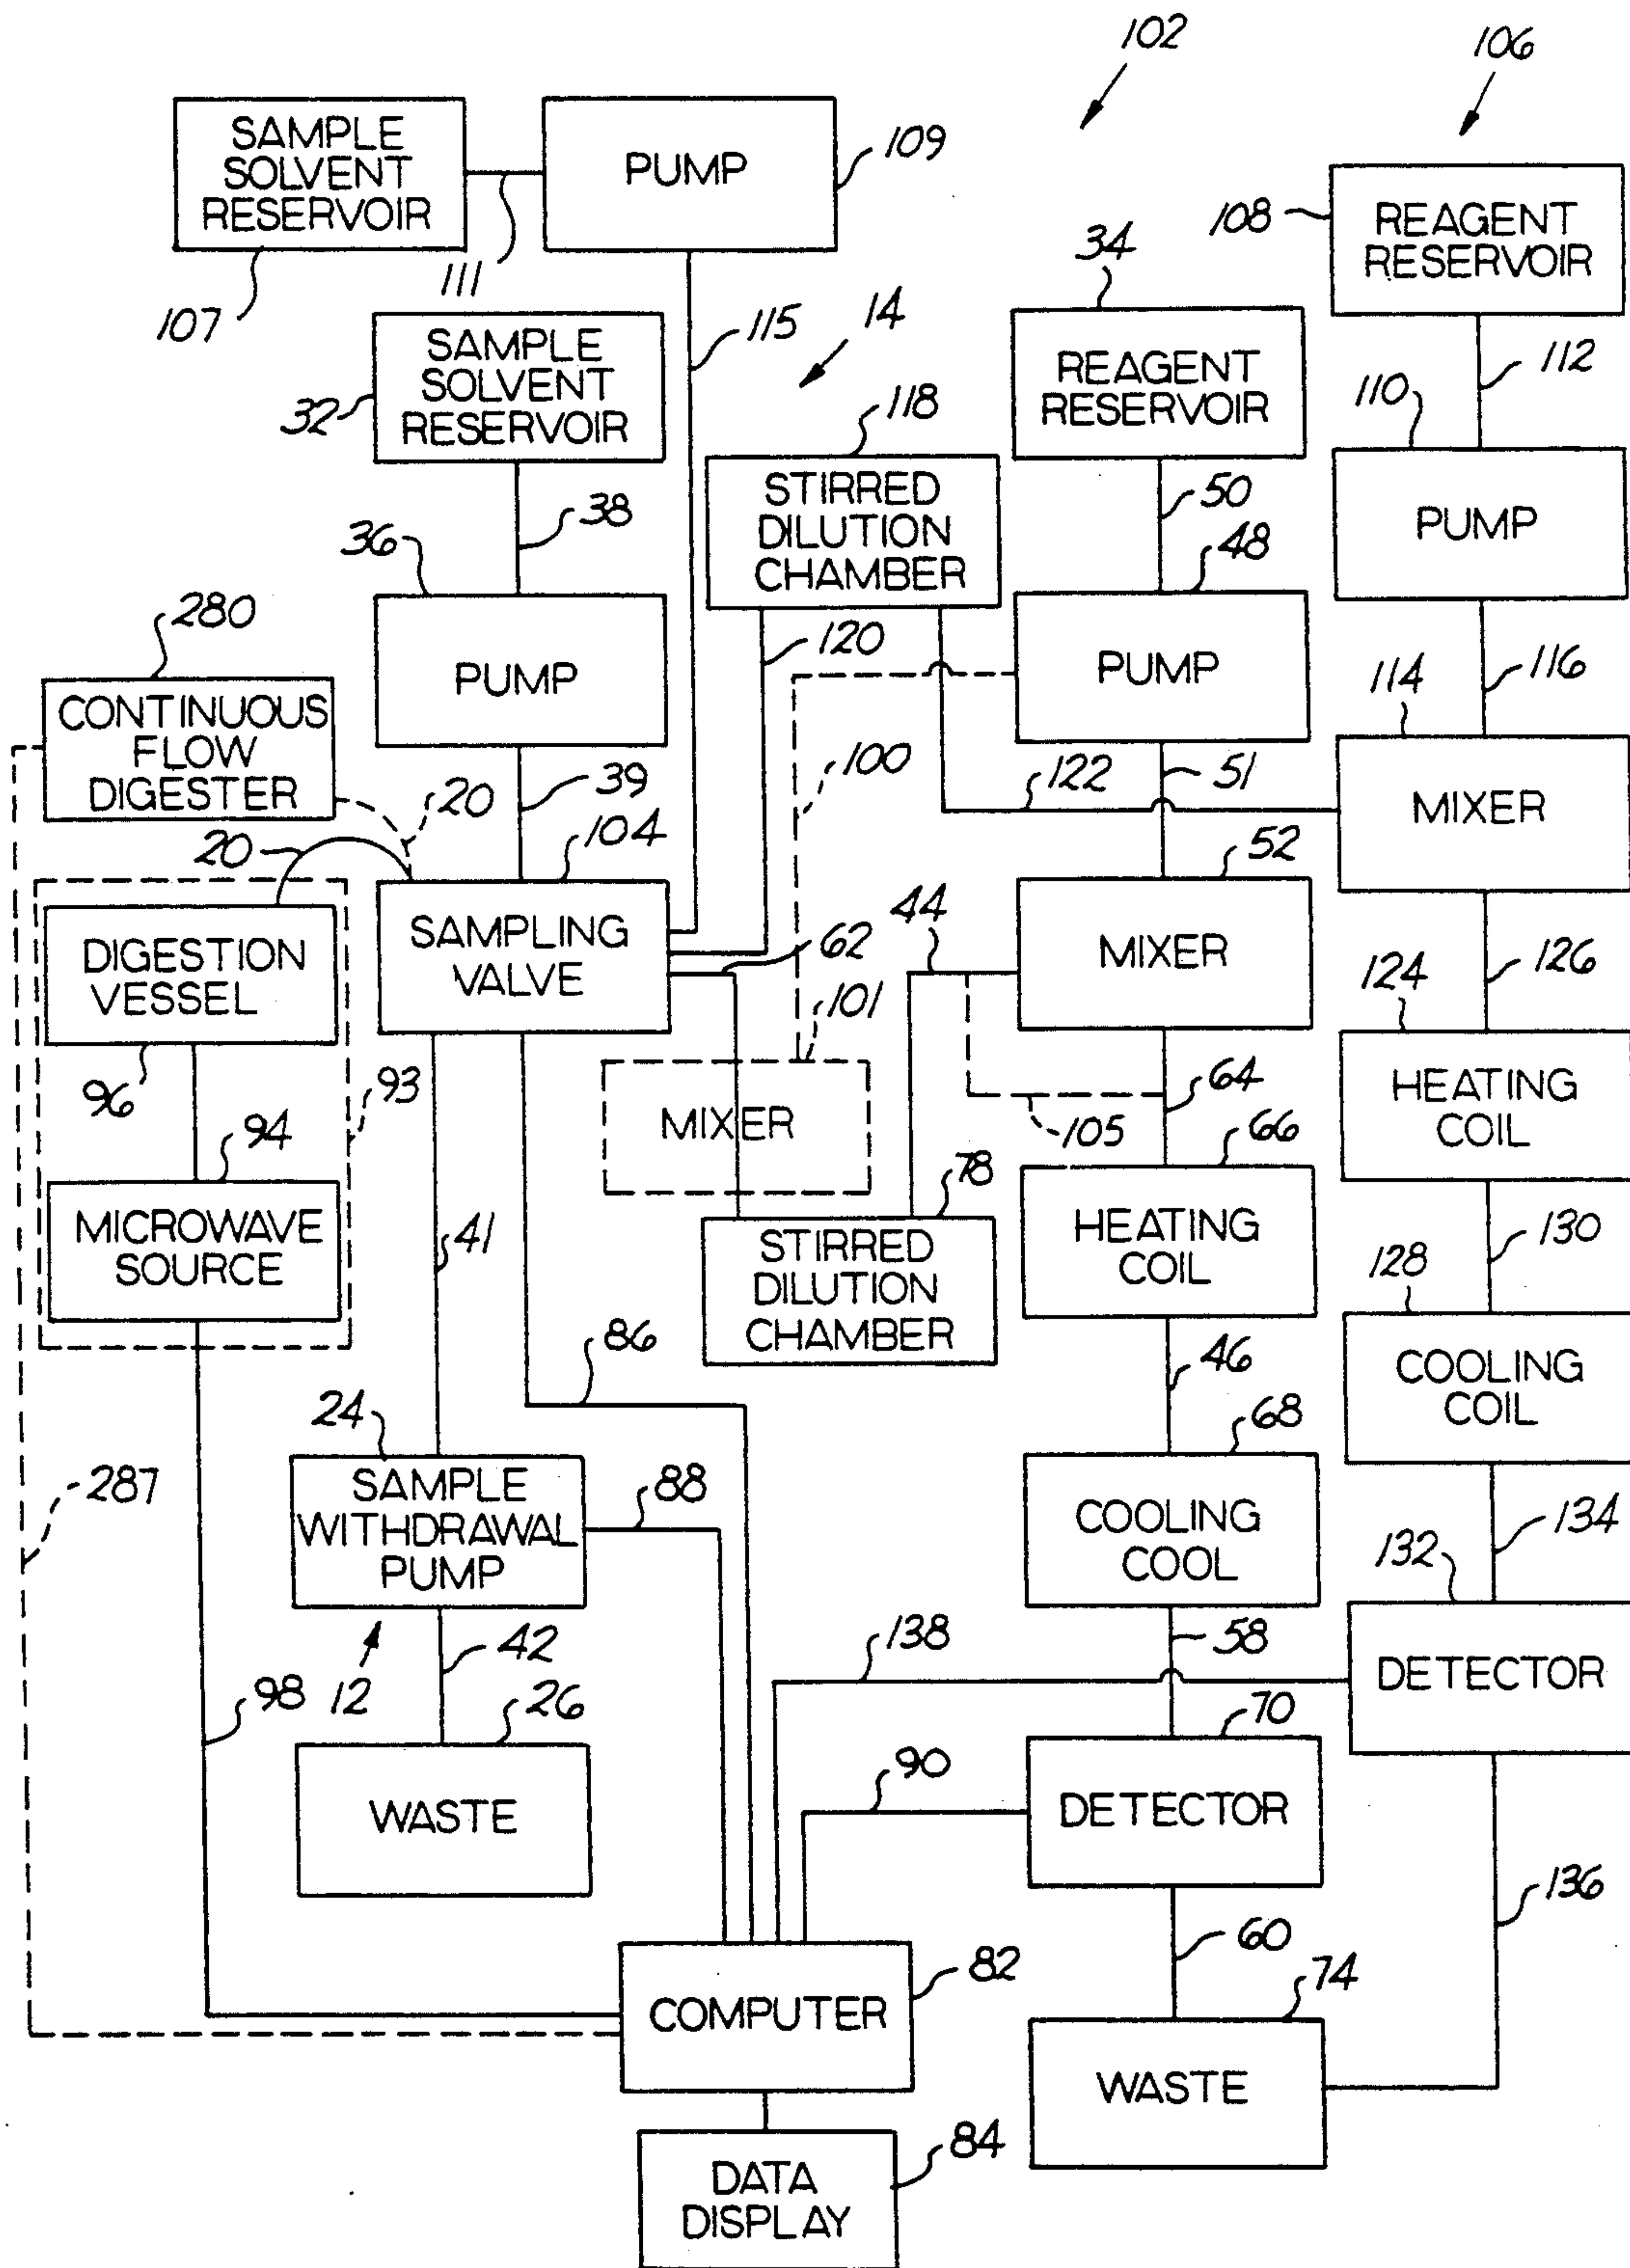 102
106
SAMPLE
SOLVENT
RESERVOIR
PUMP
109
107
111
115
108
REAGENT
RESERVOIR
34
14
SAMPLE
SOLVENT
RESERVOIR
32
REAGENT
RESERVOIR
112
110
118
STIRRED
DILUTION
CHAMBER
38
36
50
48
PUMP
PUMP
PUMP
280
120
116
114
CONTINUOUS
FLOW
DIGESTER
100
122
51
39
20
20
104
MIXER
52
SAMPLING
VALVE
62
44
MIXER
DIGESTION
VESSEL
126
124
101
96
93
MIXER
64
105
66
HEATING
COIL
94
78
MICROWAVE
SOURCE
41
STIRRED
DILUTION
CHAMBER
HEATING
COIL
130
128
86
46
COOLING
COIL
24
68
SAMPLE
WITHDRAWAL
PUMP
88
287
COOLING
COOL
134
132
138
58
12
42
DETECTOR
98
26
70
90
WASTE
DETECTOR
136
60
82
COMPUTER
74
WASTE
84
DATA
DISPLAY